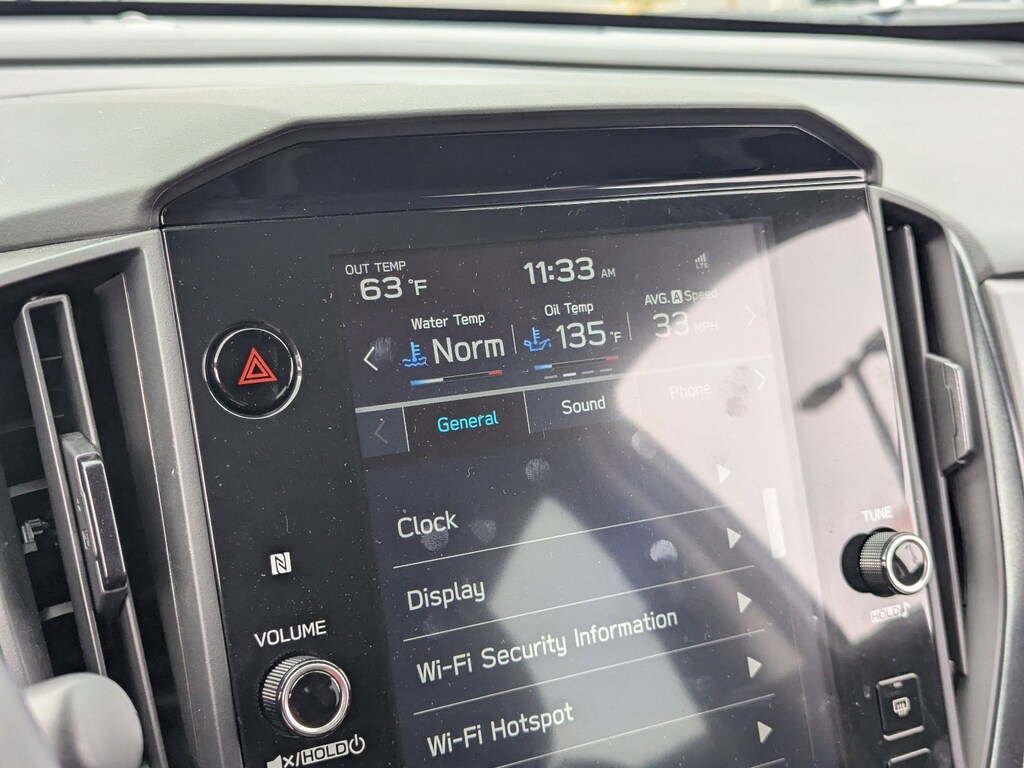 OUT TEMP
63 °F
11:33 AM
LTE
Water Temp
Norm
Oil Temp
135 °F
AVG. A Speed
33 MPH
General
Sound
Phone
Clock
Display
Wi-Fi Security Information
Wi-Fi Hotspot
VOLUME
/HOLD
TUNE
HOLD